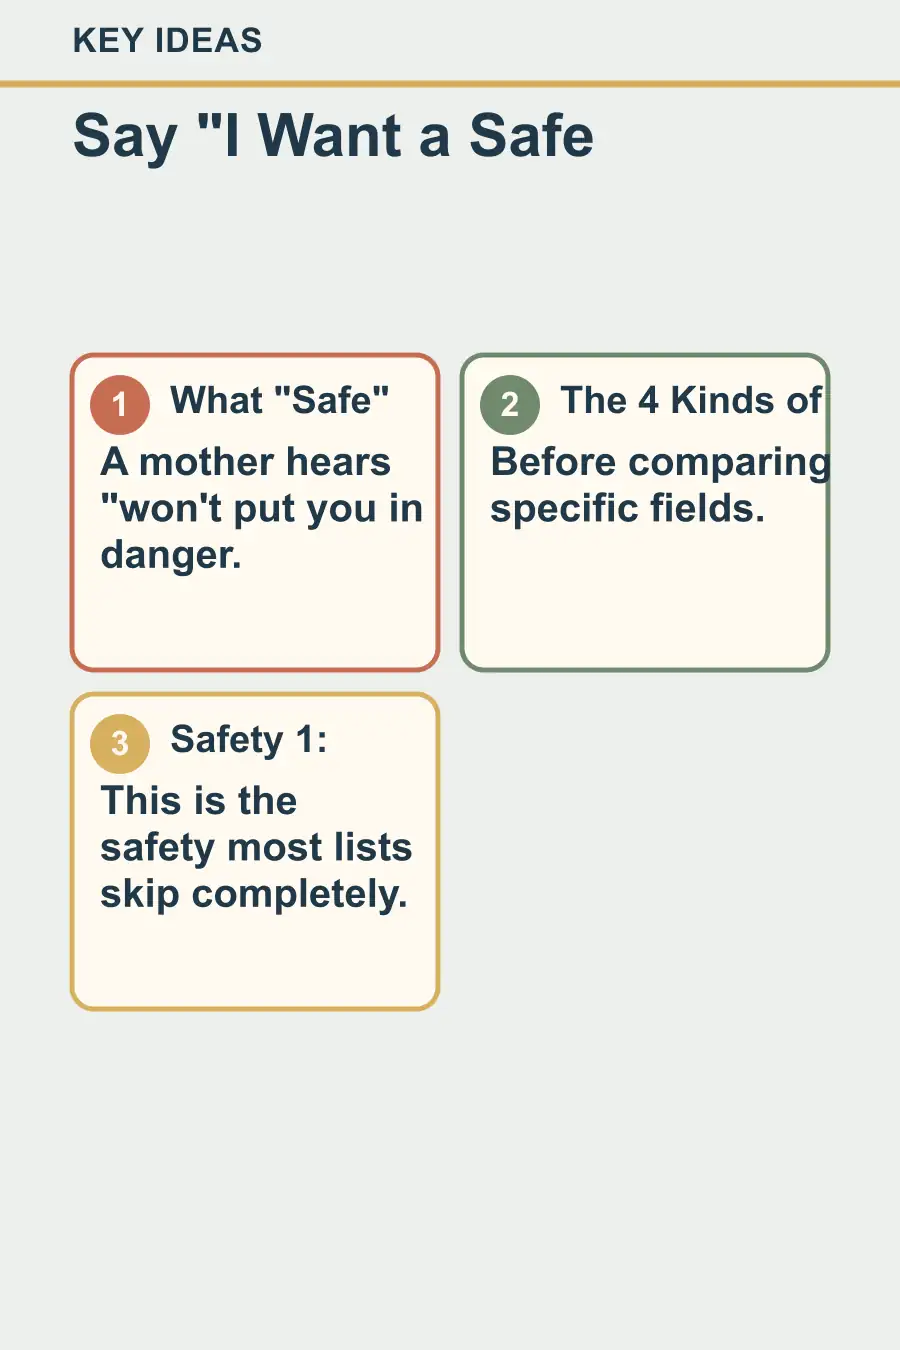 KEY IDEAS
Say "I Want a Safe
1
What "Safe"
A mother hears
"won't put you in
danger.
2
The 4 Kinds of
Before comparing
specific fields.
3
Safety 1:
This is the
safety most lists
skip completely.